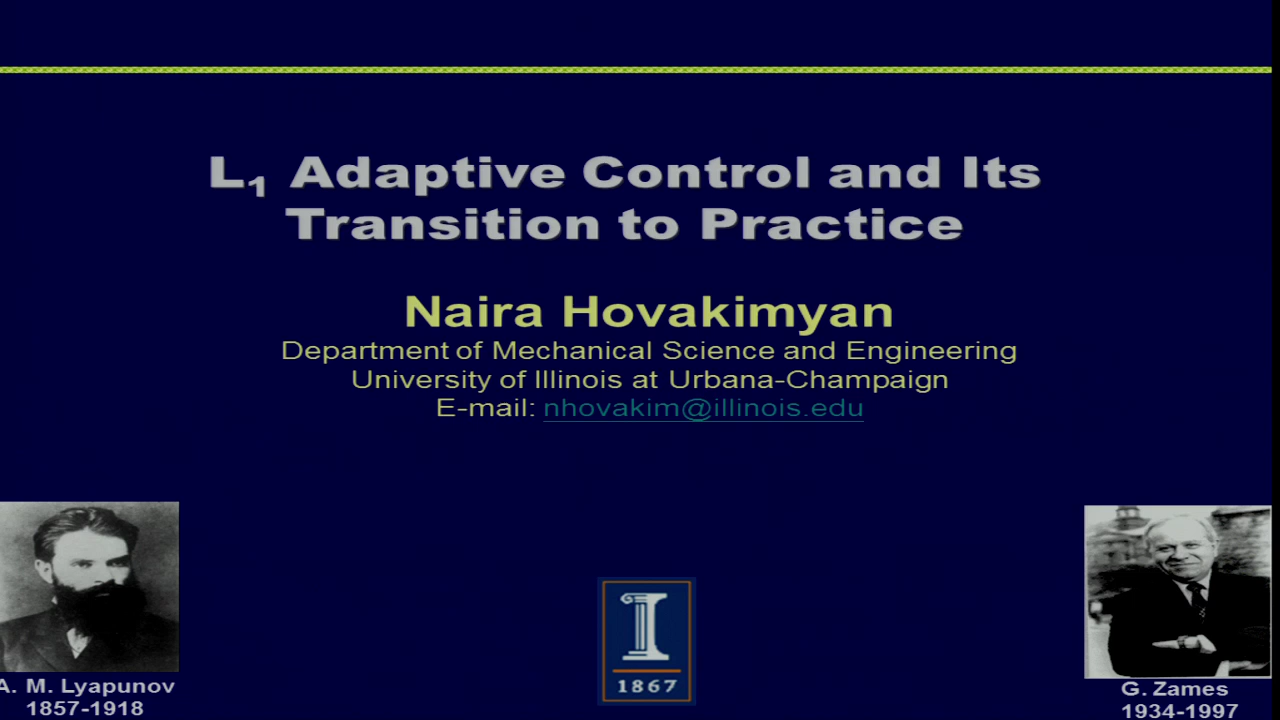 L1 Adaptive Control and Its
Transition to Practice
Naira Hovakimyan
Department of Mechanical Science and Engineering
University of Illinois at Urbana-Champaign
E-mail: nhovakim@illinois.edu
1867
A. M. Lyapunov
1857-1918
G. Zames
1934-1997